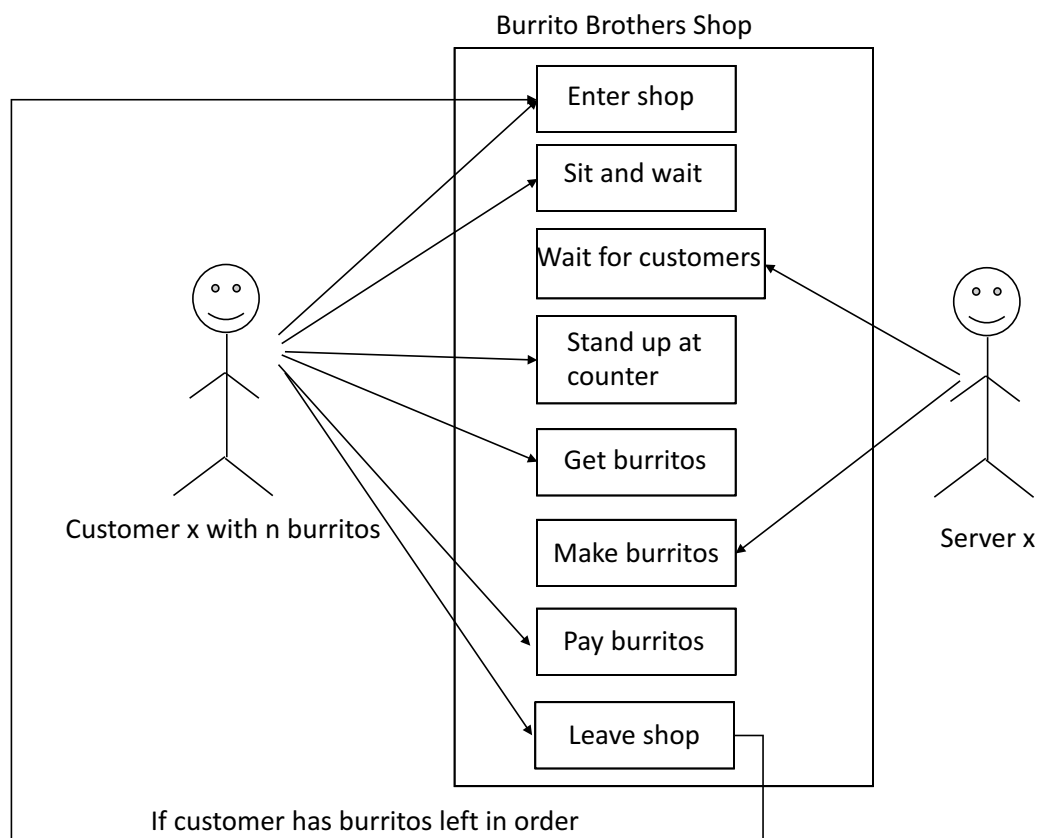 Burrito Brothers Shop
Enter shop
Sit and wait
Wait for customers
Stand up at
counter
Get burritos
Customer x with n burritos
Make burritos
Server x
Pay burritos
Leave shop
If customer has burritos left in order